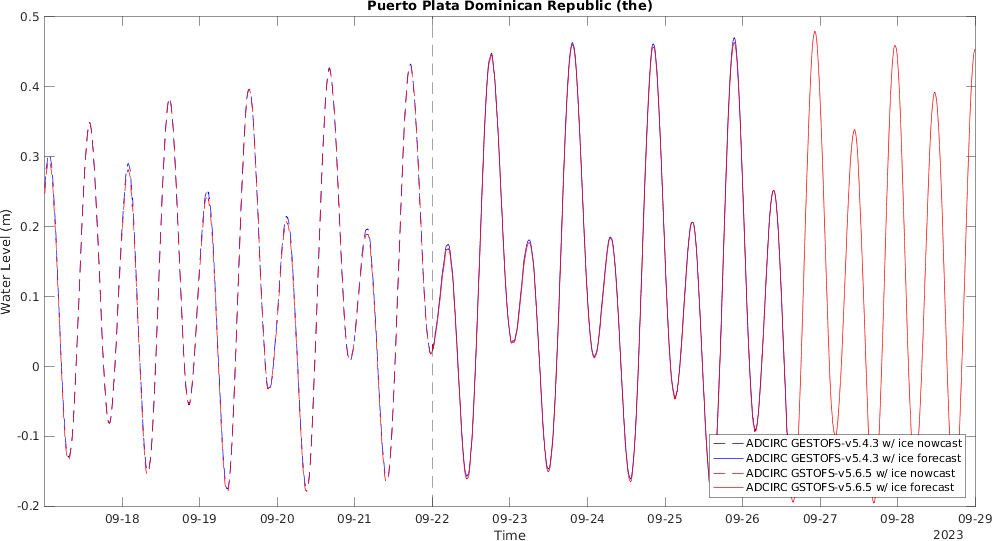 Puerto Plata Dominican Republic (the)
0.5
0.4
0.3
0.2
0.1
0
-0.1
-0.2
Water Level (m)
ADCIRC GESTOFS-v5.4.3 w/ ice nowcast
ADCIRC GESTOFS-v5.4.3 w/ ice forecast
ADCIRC GSTOFS-v5.6.5 w/ ice nowcast
ADCIRC GSTOFS-v5.6.5 w/ ice forecast
09-18 09-19 09-20 09-21 09-22 09-23 09-24 09-25 09-26 09-27 09-28 09-29
Time
2023